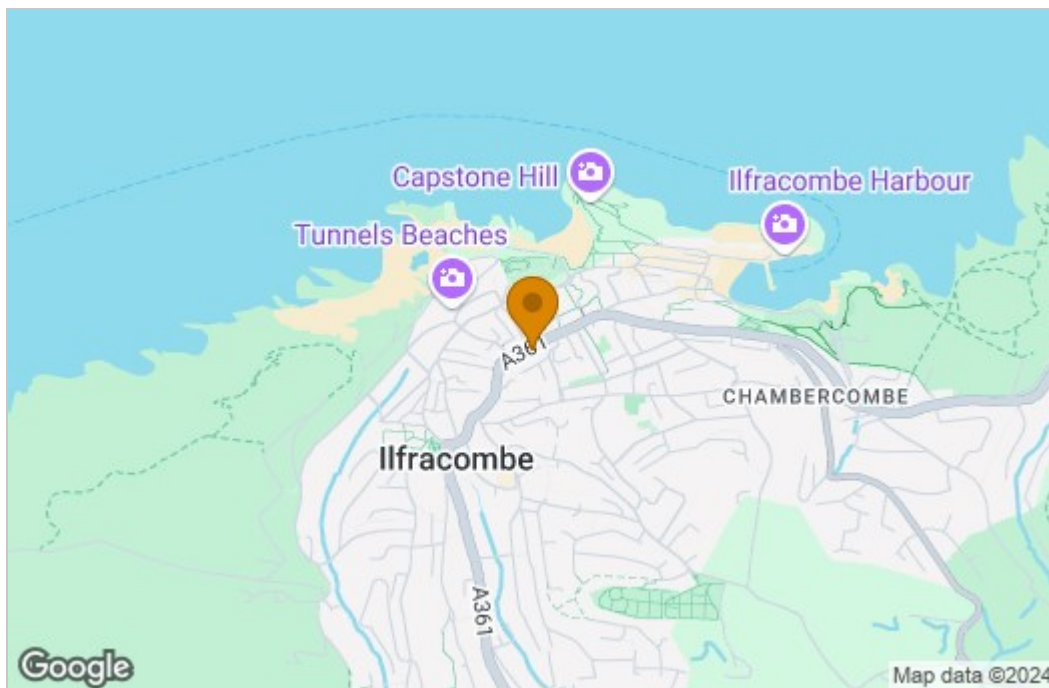 Capstone Hill
Ilfracombe Harbour
Tunnels Beaches
A361
CHAMBERCOMBE
Ilfracombe
A361
Google
Map data ©2024